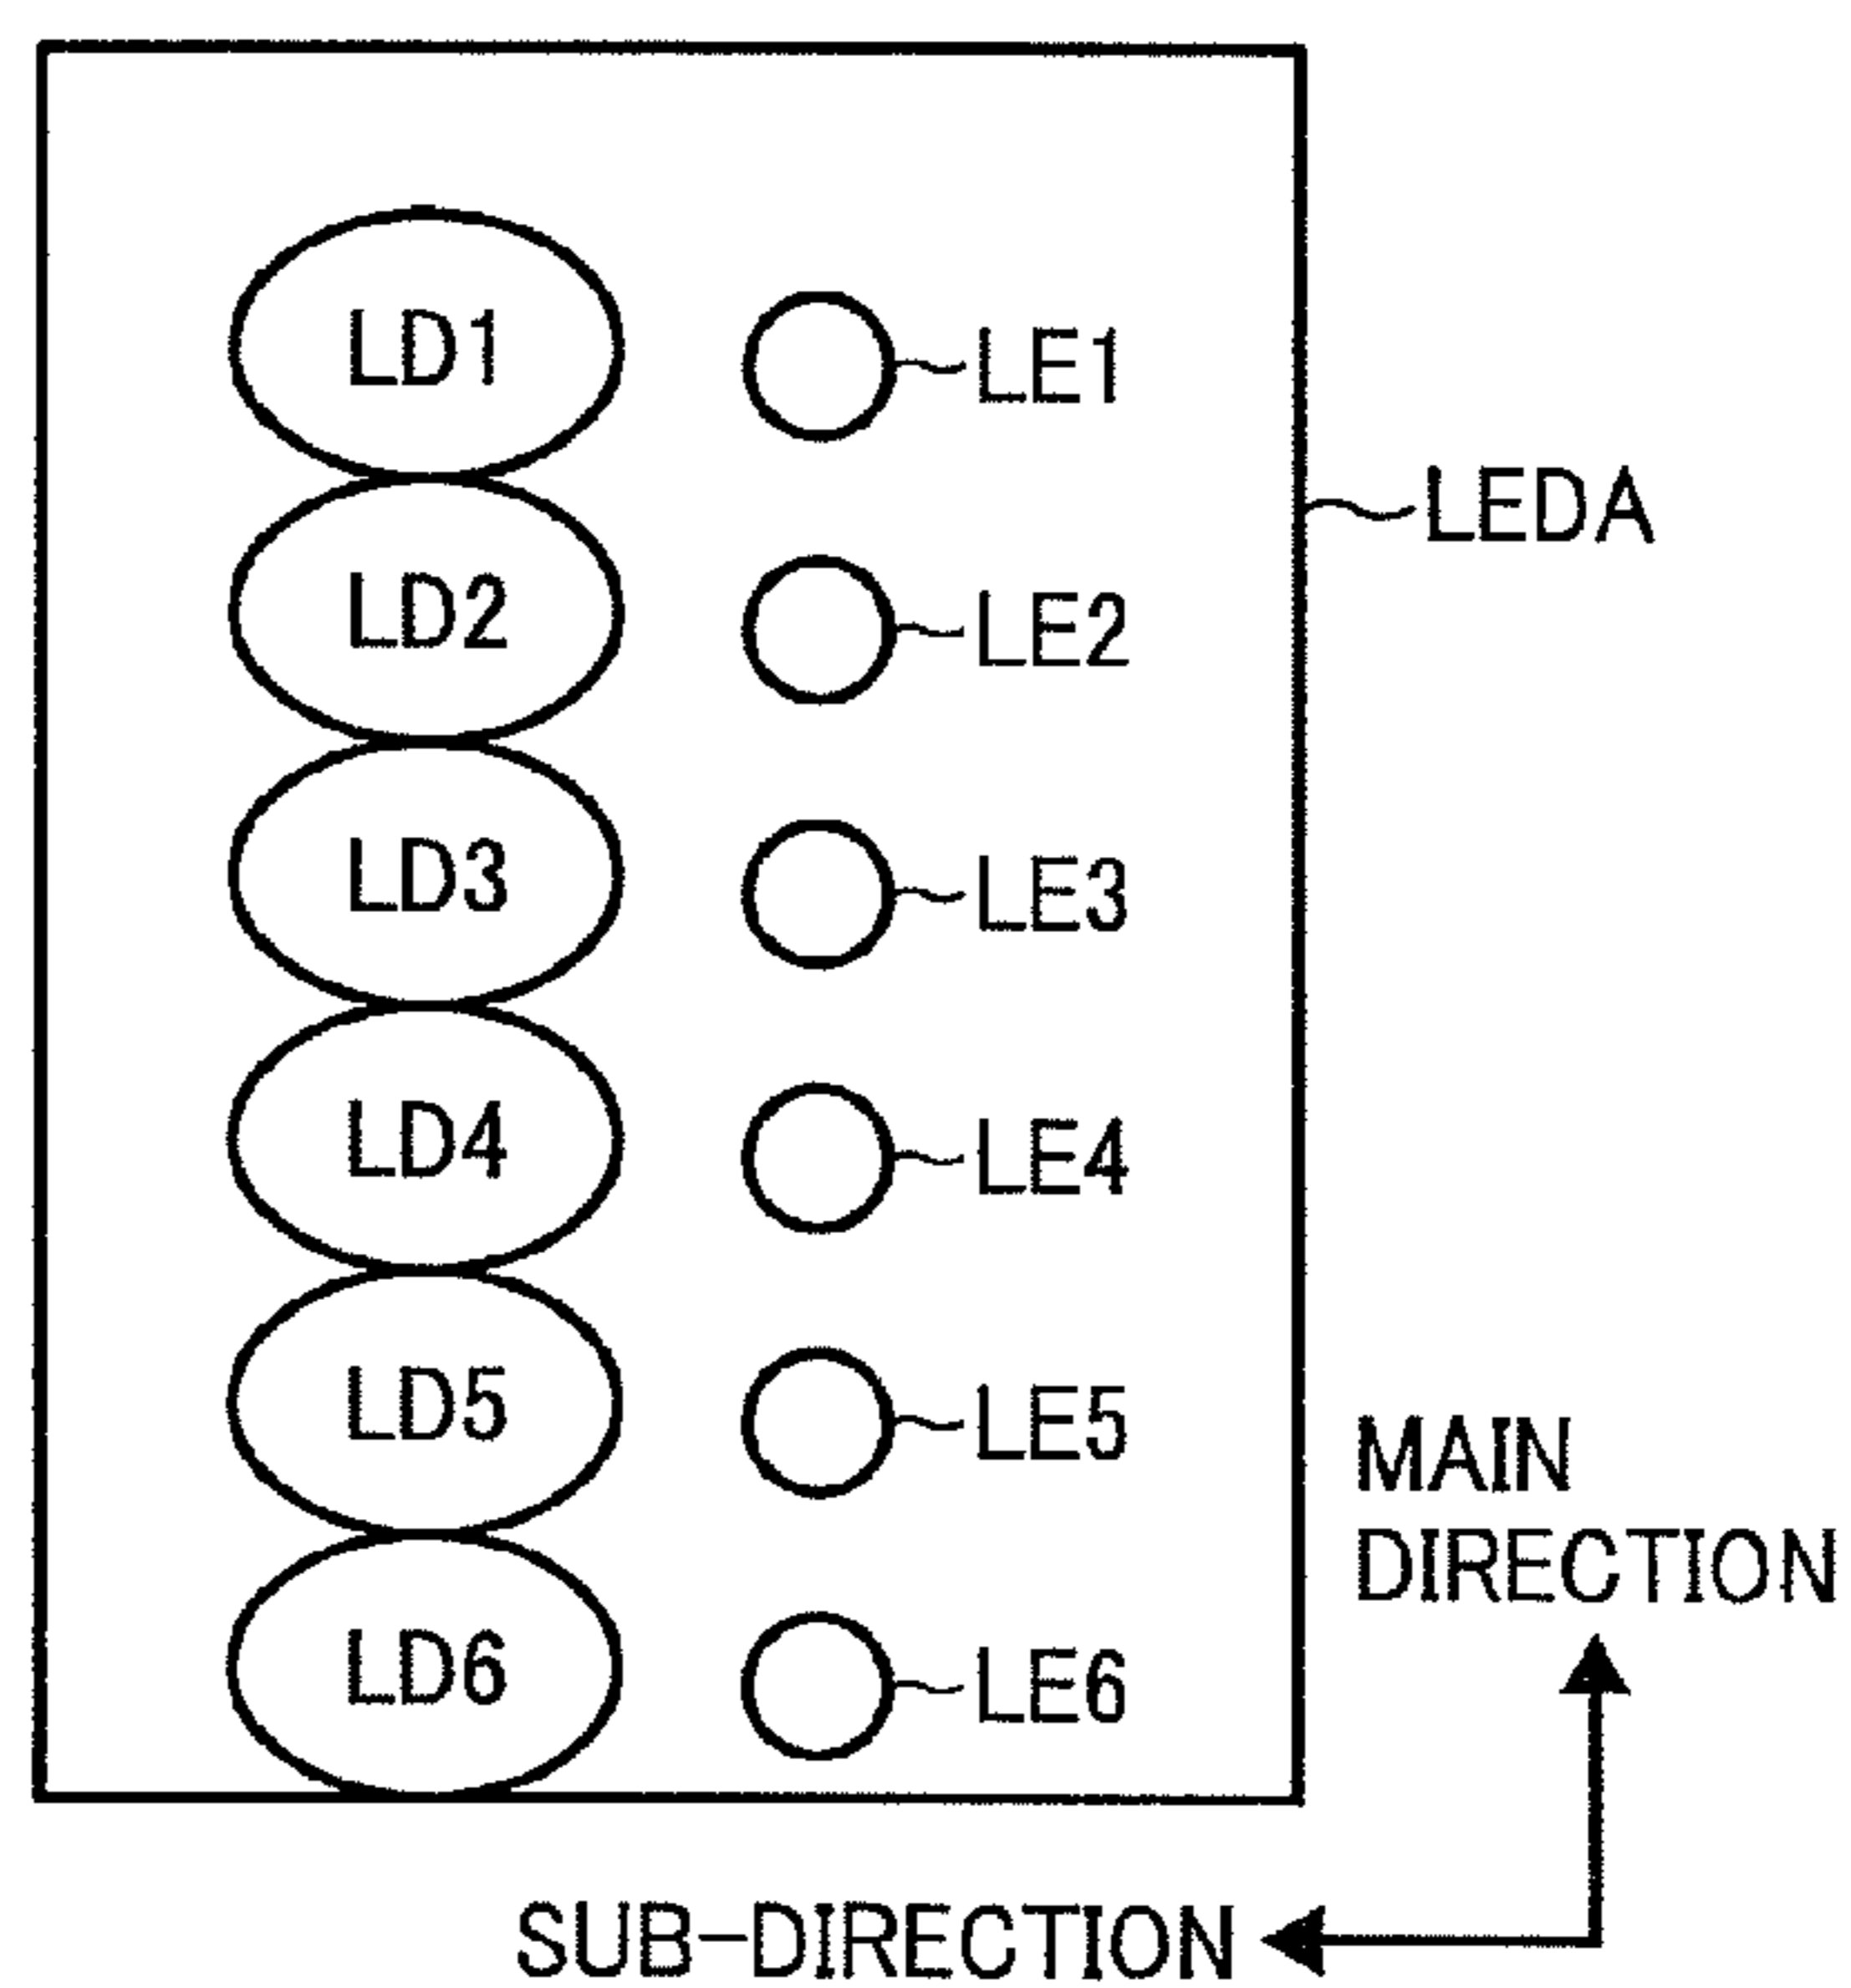 LD1
LE1
LEDA
LD2
LE2
LD3
LE3
LD4
LE4
LD5
LE5
MAIN
DIRECTION
LD6
LE6
SUB-DIRECTION